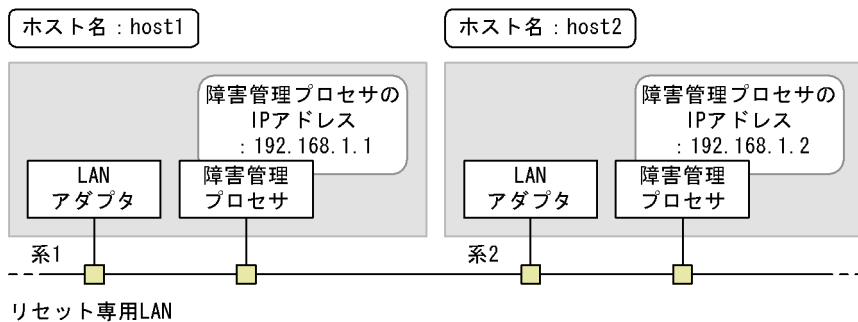 ホスト名：host1
ホスト名：host2
障害管理プロセサの
IPアドレス
：192.168.1.1
障害管理プロセサの
IPアドレス
：192.168.1.2
LAN
アダプタ
障害管理
プロセサ
LAN
アダプタ
障害管理
プロセサ
系1
系2
リセット専用LAN